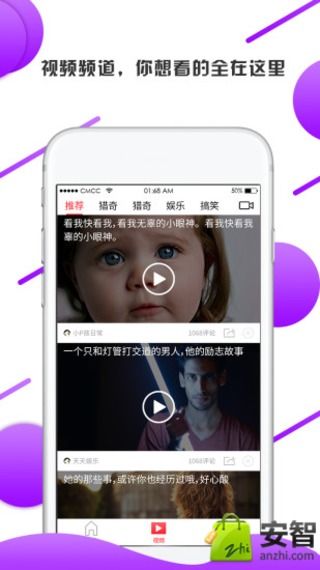 视频频道，你想看的全在这里
CMCC 01:68 AM 50%
推荐 猎奇 猎奇 娱乐 搞笑
看我快看我，看我无辜的小眼神。看我快看我
辜的小眼神。
小P孩日常 1068评论
一个只和灯管打交道的男人，他的励志故事
天天娱乐 1068评论
她的那些事，或许你也经历过哦，好心酸
视频
zhi
安智
anzhi.com